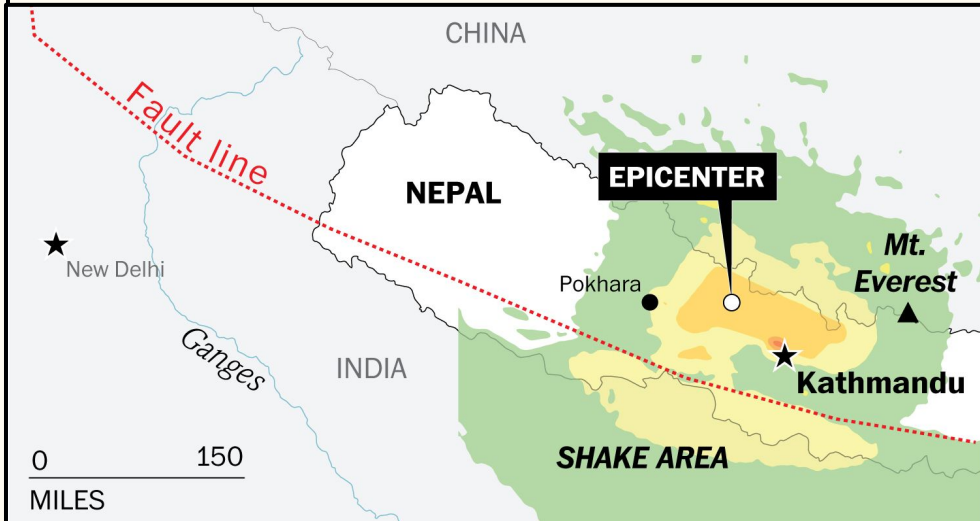 CHINA
Fault line
NEPAL
EPICENTER
Mt.
Everest
New Delhi
Pokhara
Ganges
INDIA
Kathmandu
SHAKE AREA
0 150
MILES